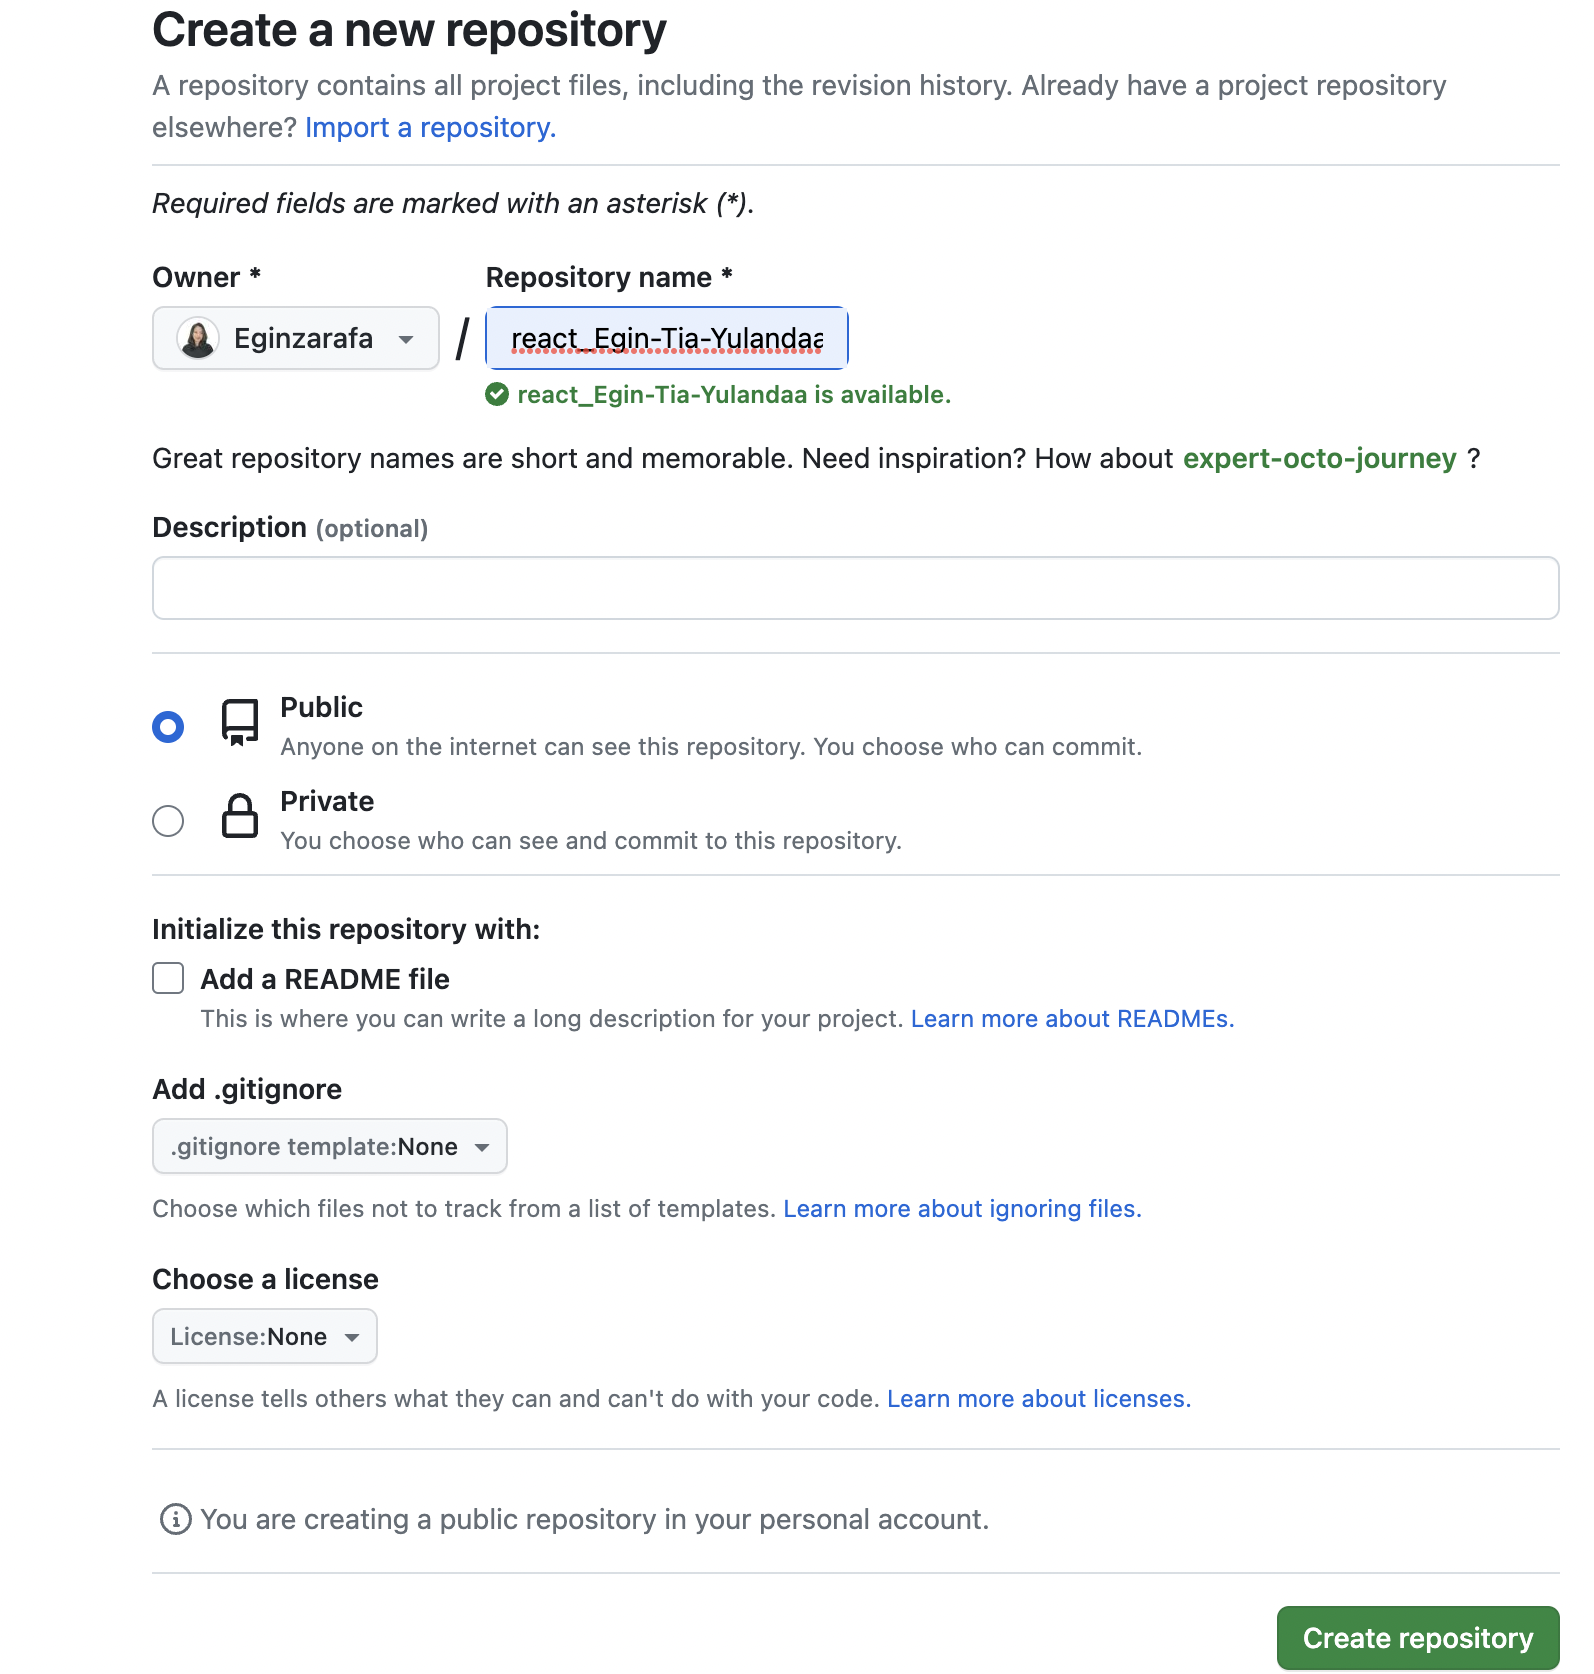 Create a new repository
A repository contains all project files, including the revision history. Already have a project repository
elsewhere? Import a repository.
Required fields are marked with an asterisk (*).
Owner *
Repository name *
Eginzarafa
/
react_Egin-Tia-Yulandaa
react_Egin-Tia-Yulandaa is available.
Great repository names are short and memorable. Need inspiration? How about expert-octo-journey ?
Description (optional)
Public
Anyone on the internet can see this repository. You choose who can commit.
Private
You choose who can see and commit to this repository.
Initialize this repository with:
Add a README file
This is where you can write a long description for your project. Learn more about READMEs.
Add .gitignore
.gitignore template:None
Choose which files not to track from a list of templates. Learn more about ignoring files.
Choose a license
License:None
A license tells others what they can and can't do with your code. Learn more about licenses.
You are creating a public repository in your personal account.
Create repository